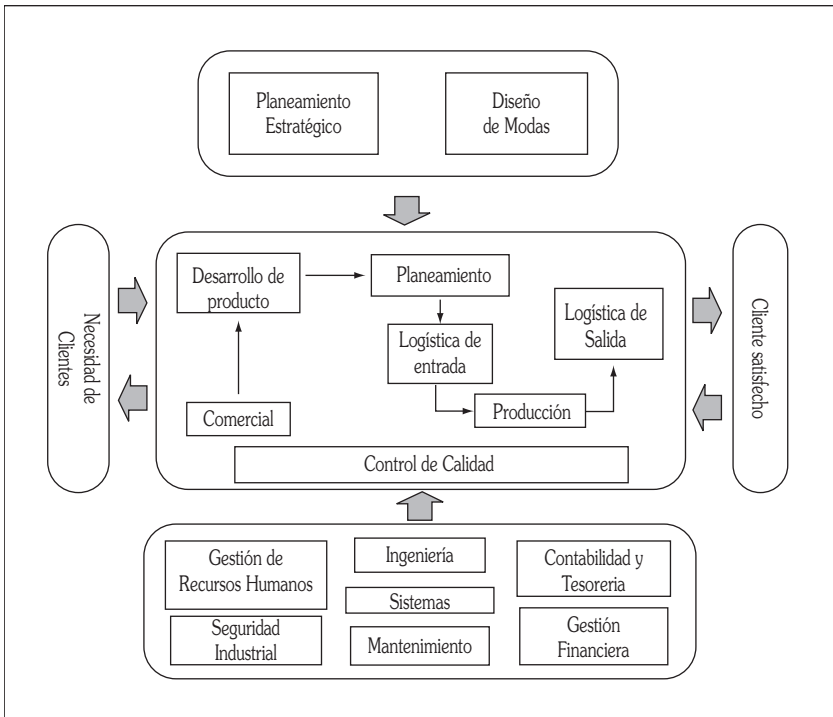 Planeamiento
Estratégico
Diseño
de Modas
Necesidad de
Clientes
Desarrollo de
producto
Planeamiento
Logística de
entrada
Logística de
Salida
Comercial
Producción
Control de Calidad
Cliente satisfecho
Gestión de
Recursos Humanos
Ingeniería
Contabilidad y
Tesoreria
Sistemas
Seguridad
Industrial
Mantenimiento
Gestión
Financiera